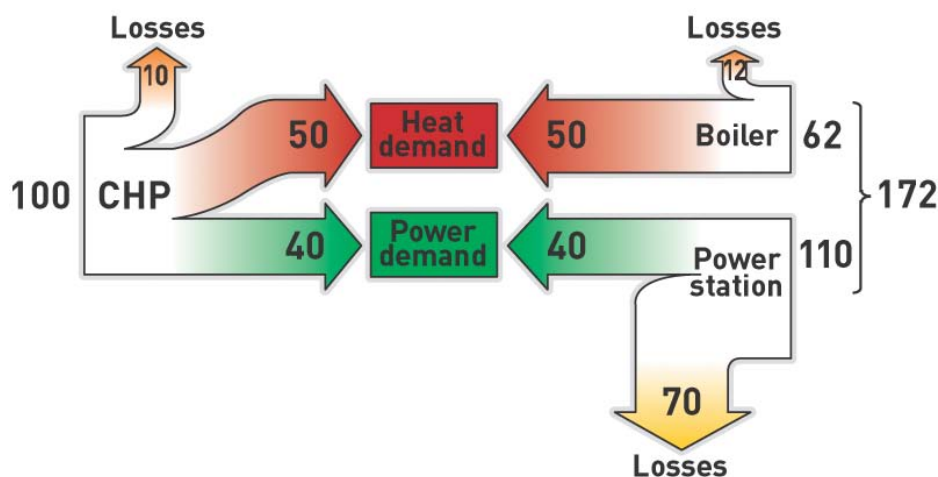 Losses
10
Losses
12
50
Heat
demand
50
Boiler
62
100
CHP
172
40
Power
demand
40
Power
station
110
70
Losses